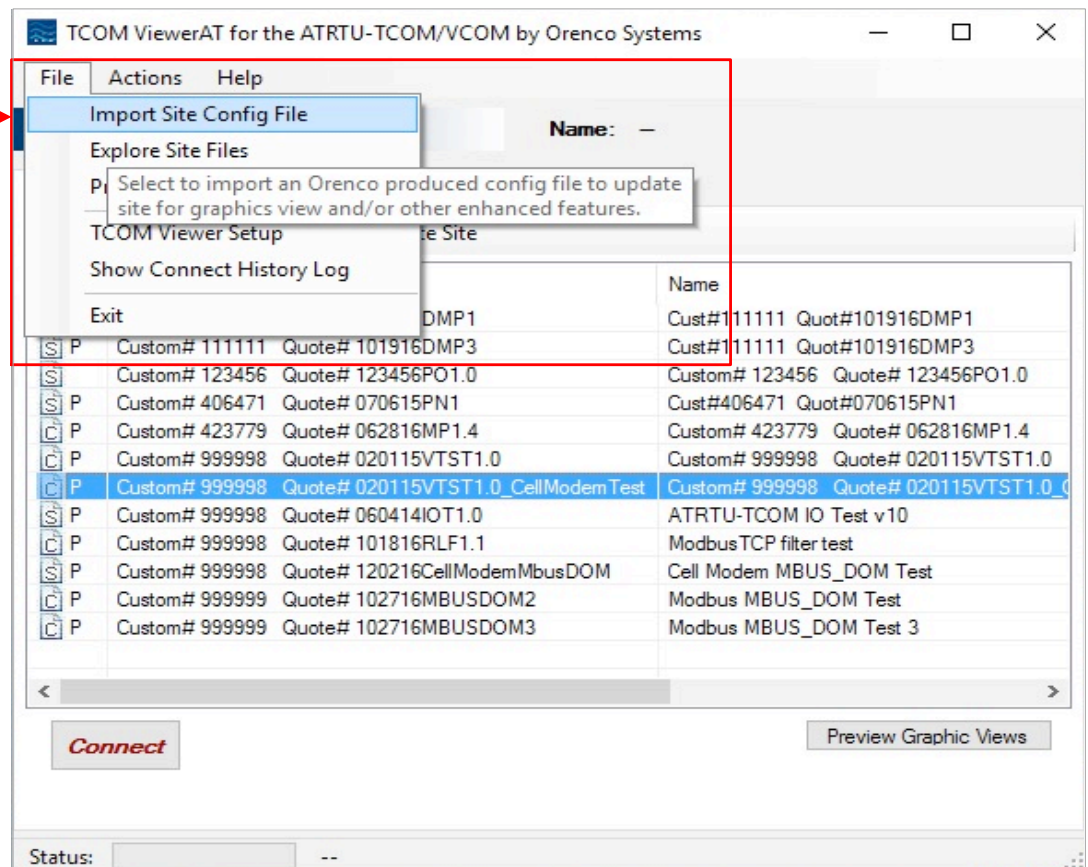 TCOM ViewerAT for the ATRTU-TCOM/VCOM by Orenco Systems
File Actions Help
Import Site Config File
Name: --
Explore Site Files
Select to import an Orenco produced config file to update
site for graphics view and/or other enhanced features.
TCOM Viewer Setup
Site
Show Connect History Log
Name
Exit
DMP1 Cust#111111 Quot#101916DMP1
S P Custom# 111111 Quote# 101916DMP3 Cust#111111 Quot#101916DMP3
S Custom# 123456 Quote# 123456PO1.0 Custom# 123456 Quote# 123456PO1.0
S P Custom# 406471 Quote# 070615PN1 Cust#406471 Quot#070615PN1
C P Custom# 423779 Quote# 062816MP1.4 Custom# 423779 Quote# 062816MP1.4
C P Custom# 999998 Quote# 020115VTST1.0 Custom# 999998 Quote# 020115VTST1.0
C P Custom# 999998 Quote# 020115VTST1.0_CellModemTest Custom# 999998 Quote# 020115VTST1.0_
S P Custom# 999998 Quote# 060414IOT1.0 ATRTU-TCOM IO Test v10
C P Custom# 999998 Quote# 101816RLF1.1 ModbusTCP filter test
S P Custom# 999998 Quote# 120216CellModemMbusDOM Cell Modem MBUS_DOM Test
C P Custom# 999999 Quote# 102716MBUSDOM2 Modbus MBUS_DOM Test
C P Custom# 999999 Quote# 102716MBUSDOM3 Modbus MBUS_DOM Test 3
Connect
Preview Graphic Views
Status: --